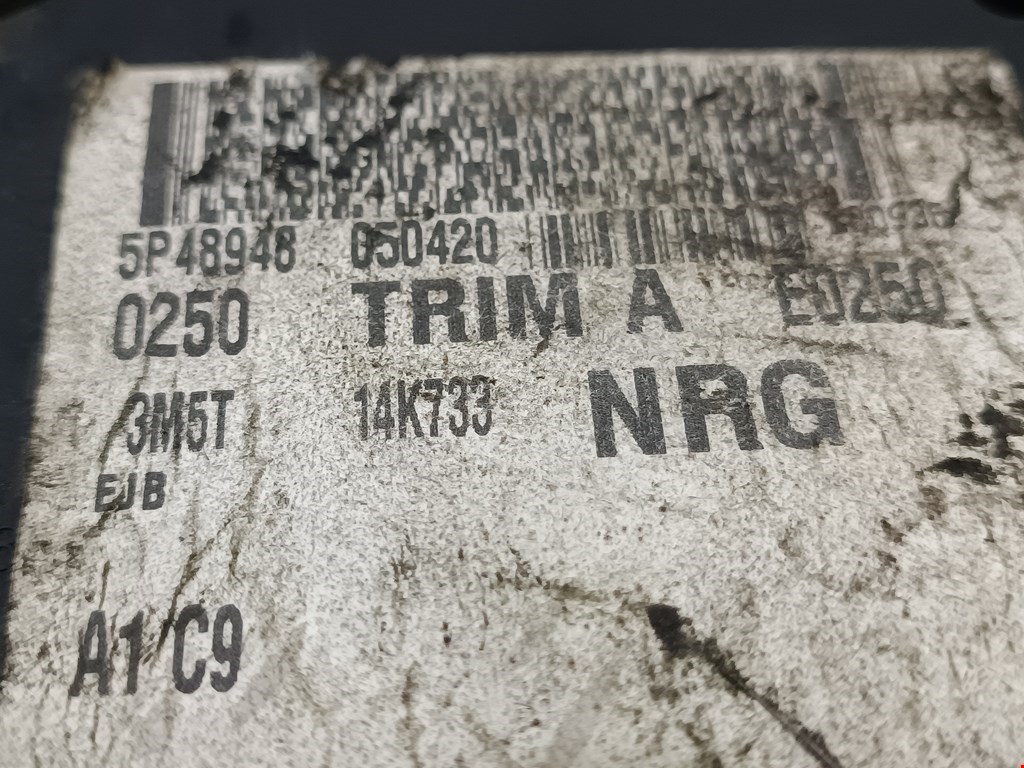 5P48948 050420
0250 TRIM A E0250
3M5T 14K733 NRG
EJB
A1 C9